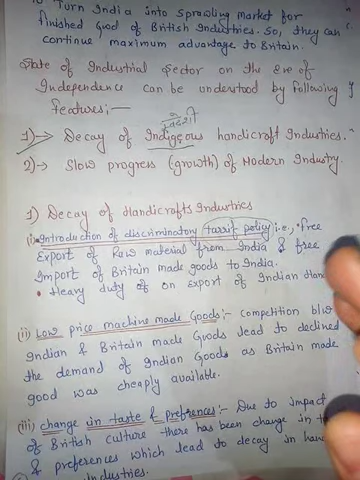 Turn India into sprawling market for
finished Good of British Industries. So, they can
continue maximum advantage to Britain.
State of Industrial Sector on the Eve of
Independence can be understood by following
features:-
1)→ Decay of Indigeous handicraft Industries.
2)→ Slow progress (growth) of Modern Industry.
1) Decay of Handicrafts Industries
(i) Introduction of discriminatory tarrif policy i.e., • free
Export of Raw material from India & free
Import of Britain made goods to India.
• Heavy duty of on export of Indian
(ii) Low price machine made Goods:- Competition b/w
Indian & Britain made Goods lead to declined
the demand of Indian Goods as Britain made
good was cheaply available.
(iii) change in taste & preferences:- Due to impact
of British culture there has been change in
& preferences which lead to decay in
Industries.